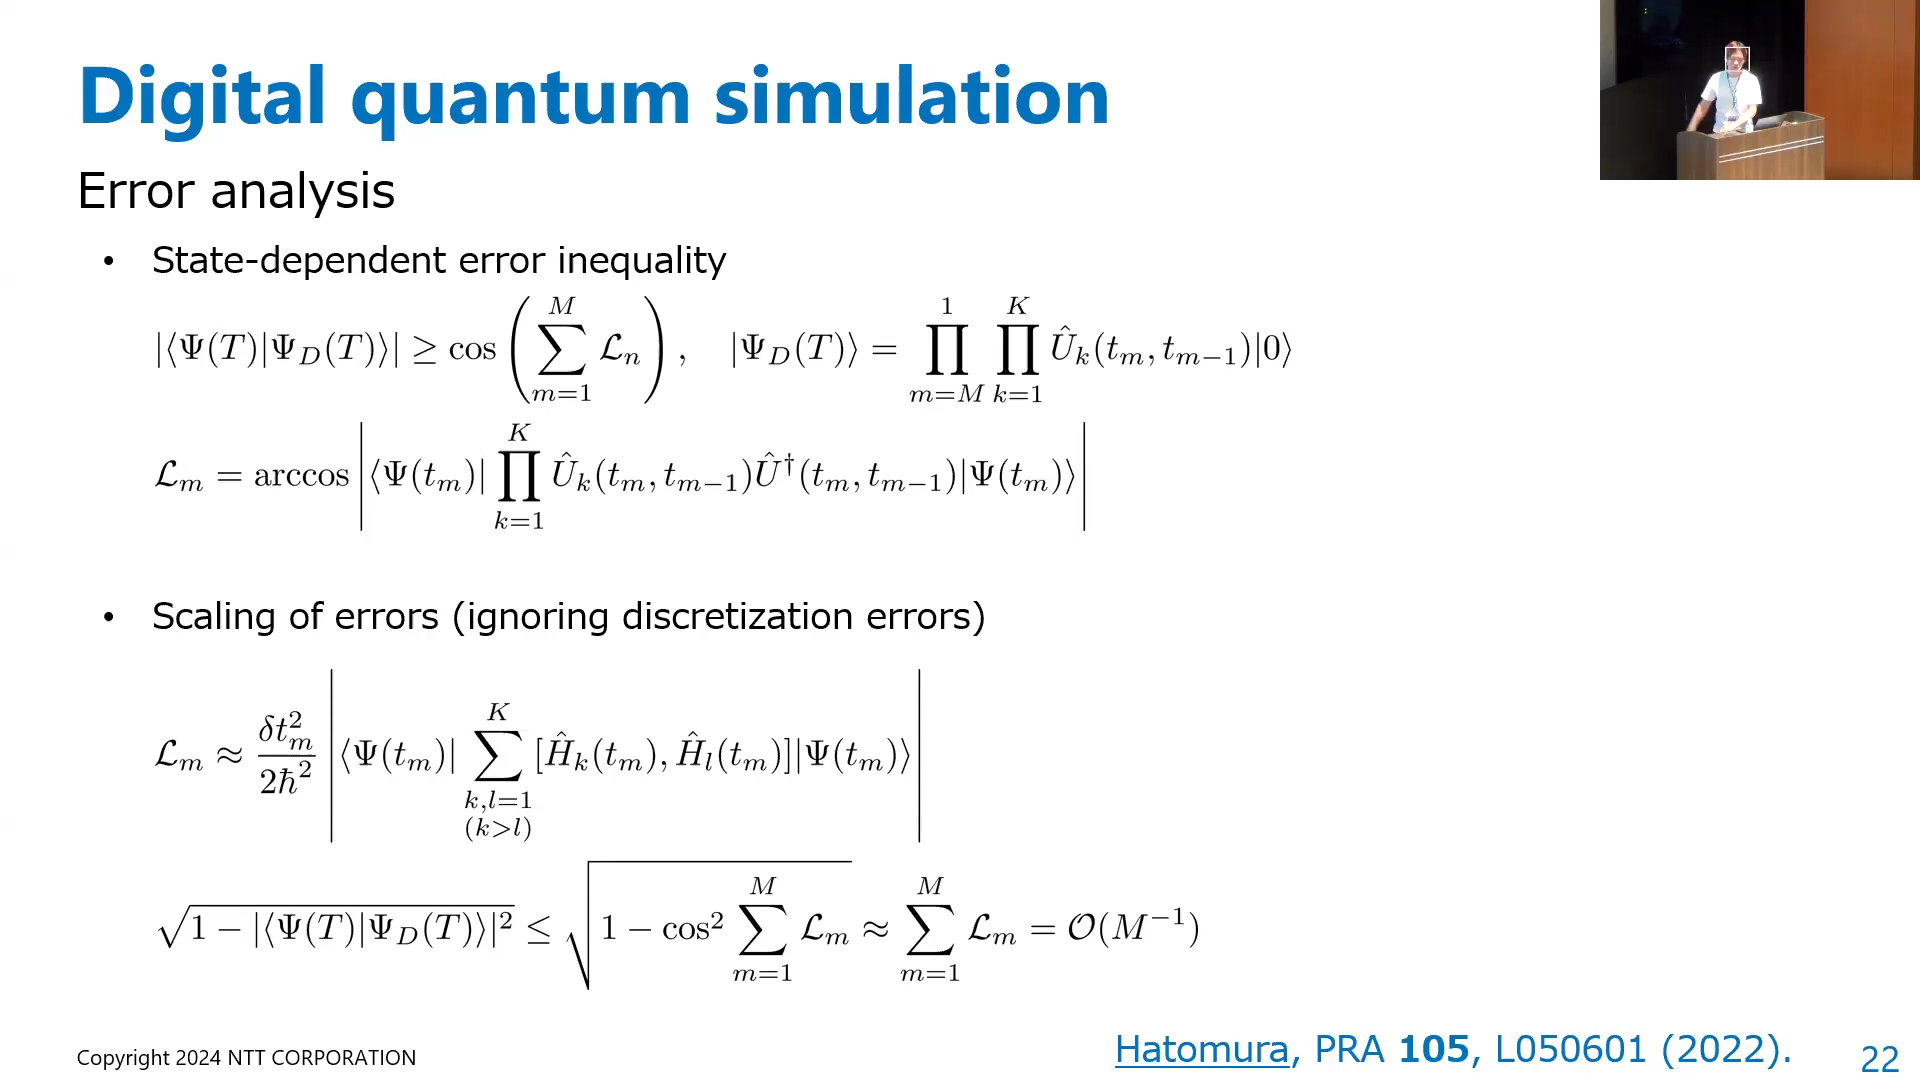 Digital quantum simulation
Error analysis
• State-dependent error inequality
|⟨Ψ(T)|Ψ_D(T)⟩| ≥ cos(∑_{m=1}^{M} ℒ_n), |Ψ_D(T)⟩ = ∏_{m=M}^{1} ∏_{k=1}^{K} Û_k(t_m, t_{m−1})|0⟩
ℒ_m = arccos |⟨Ψ(t_m)| ∏_{k=1}^{K} Û_k(t_m, t_{m−1})Û^†(t_m, t_{m−1})|Ψ(t_m)⟩|
• Scaling of errors (ignoring discretization errors)
ℒ_m ≈ δt_m^2/2ħ^2 |⟨Ψ(t_m)| ∑_{k,l=1 (k>l)}^{K} [Ĥ_k(t_m), Ĥ_l(t_m)]|Ψ(t_m)⟩|
√(1 − |⟨Ψ(T)|Ψ_D(T)⟩|^2) ≤ √(1 − cos^2 ∑_{m=1}^{M} ℒ_m) ≈ ∑_{m=1}^{M} ℒ_m = 𝒪(M^{−1})
Hatomura, PRA 105, L050601 (2022).
Copyright 2024 NTT CORPORATION
22